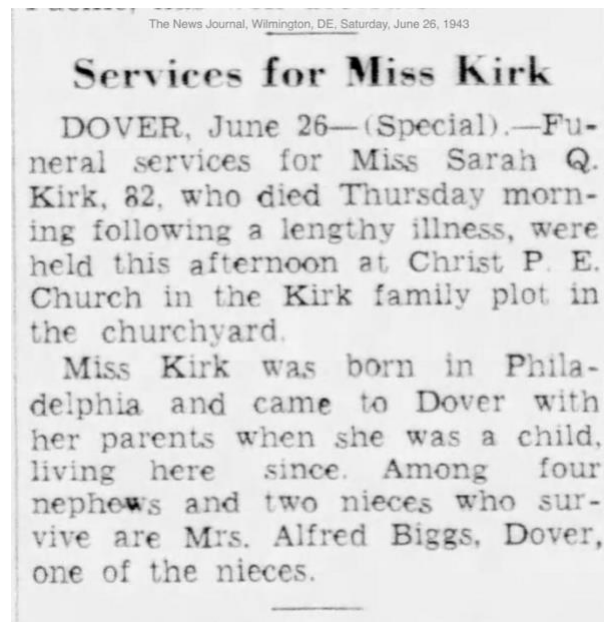 The News Journal, Wilmington, DE, Saturday, June 26, 1943
Services for Miss Kirk
DOVER, June 26—(Special).—Fu-
neral services for Miss Sarah Q.
Kirk, 82, who died Thursday morn-
ing following a lengthy illness, were
held this afternoon at Christ P. E.
Church in the Kirk family plot in
the churchyard.
Miss Kirk was born in Phila-
delphia and came to Dover with
her parents when she was a child,
living here since. Among four
nephews and two nieces who sur-
vive are Mrs. Alfred Biggs, Dover,
one of the nieces.